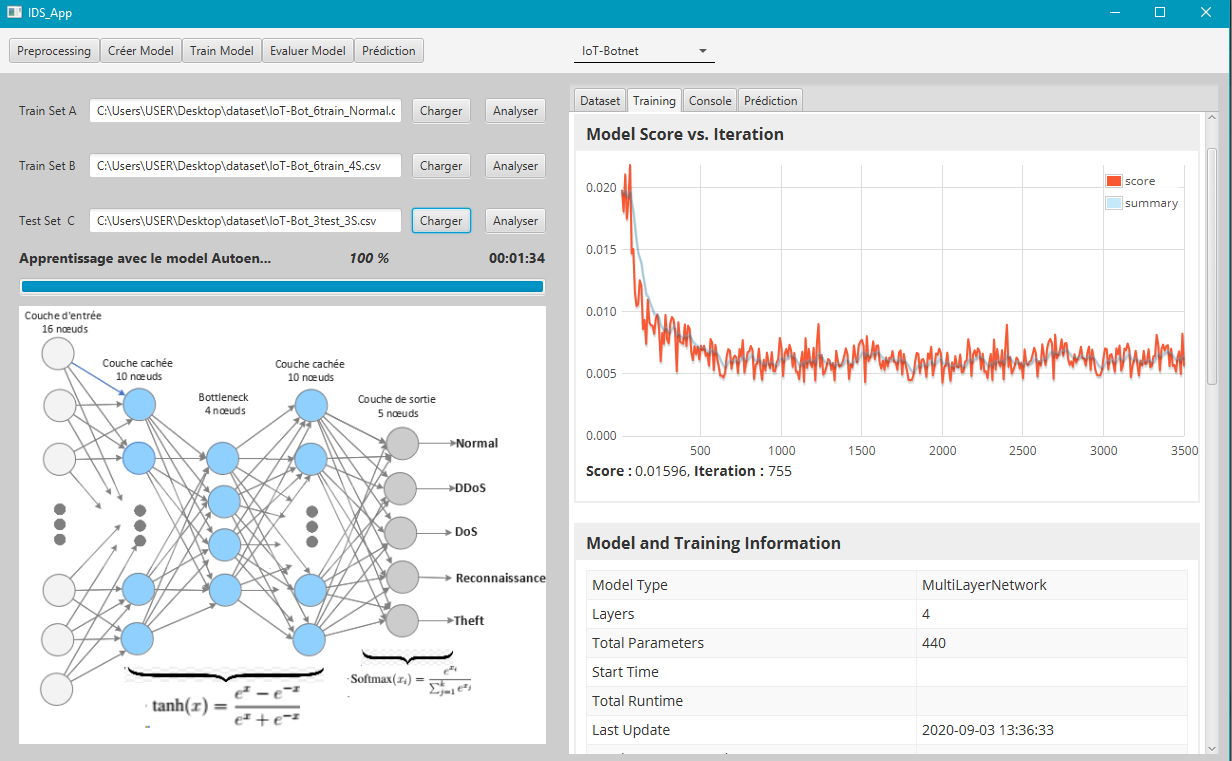 IDS_App
Preprocessing Créer Model Train Model Evaluer Model Prédiction IoT-Botnet
Train Set A C:\Users\USER\Desktop\dataset\IoT-Bot_6train_Normal.c Charger Analyser
Train Set B C:\Users\USER\Desktop\dataset\IoT-Bot_6train_4S.csv Charger Analyser
Test Set C C:\Users\USER\Desktop\dataset\IoT-Bot_3test_3S.csv Charger Analyser
Apprentissage avec le model Autoen... 100 % 00:01:34
Couche d'entrée
16 nœuds
Couche cachée
10 nœuds
Bottleneck
4 nœuds
Couche cachée
10 nœuds
Couche de sortie
5 nœuds
Normal
DDoS
DoS
Reconnaissance
Theft
tanh(x) = (e^x − e^−x) / (e^x + e^−x)
Softmax(x_i) = e^x_i / ∑_{j=1}^k e^x_j
Dataset Training Console Prédiction
Model Score vs. Iteration
score
summary
0.020
0.015
0.010
0.005
0.000
500 1000 1500 2000 2500 3000 3500
Score : 0.01596, Iteration : 755
Model and Training Information
Model Type MultiLayerNetwork
Layers 4
Total Parameters 440
Start Time
Total Runtime
Last Update 2020-09-03 13:36:33